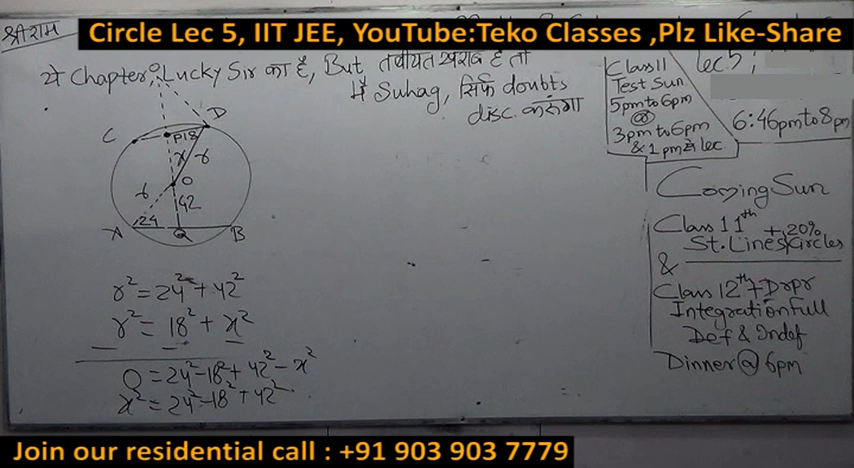 श्री राम
Circle Lec 5, IIT JEE, YouTube:Teko Classes ,Plz Like-Share
ये Chapter, Lucky Sir का है, But तबीयत खराब है तो
मैं Suhag, सिर्फ doubts
disc. करूंगा
Class 11
Test Sun.
5pm to 6pm
@
3pm to 6pm
& 1 pm से lec
Lec 5
6:46pm to 8pm
Coming Sun
Class 11th
+ 20%
St. Lines/Circles
&
Class 12th + Drpr
Integration Full
Def & Indef
Dinner @ 6pm
D
C
P 18
x r
O
r
42
24
A Q B
r² = 24² + 42²
r² = 18² + x²
0 = 24² - 18² + 42² - x²
x² = 24² - 18² + 42²
Join our residential call : +91 903 903 7779